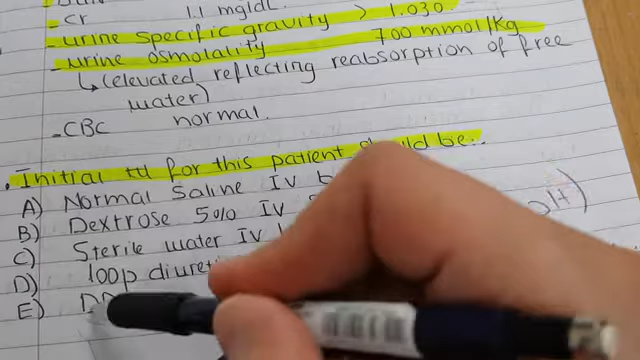 - Cr 1.1 mg/dL
- urine specific gravity > 1.030
- urine osmolality 700 mmol/kg
↳ (elevated reflecting reabsorption of free
water)
- CBC normal.
. Initial ttt for this patient should be..
A) Normal Saline IV
B) Dextrose 5% IV
C) Sterile water IV
D) loop
E)